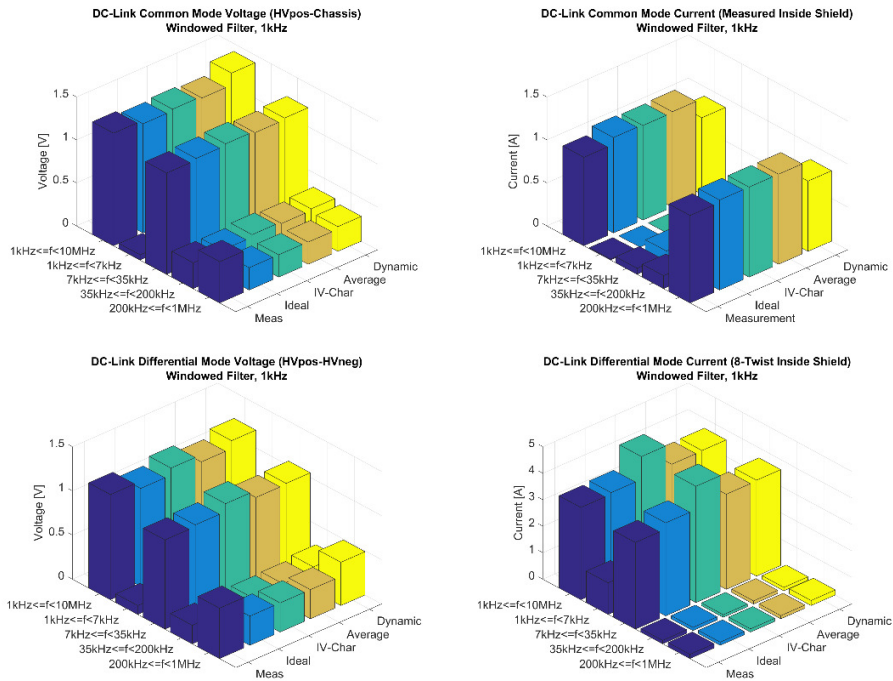 DC-Link Common Mode Voltage (HVpos-Chassis)
Windowed Filter, 1kHz
1.5
1
0.5
0
Voltage [V]
1kHz<=f<10MHz
1kHz<=f<7kHz
7kHz<=f<35kHz
35kHz<=f<200kHz
200kHz<=f<1MHz
Meas
Ideal
IV-Char
Average
Dynamic
DC-Link Common Mode Current (Measured Inside Shield)
Windowed Filter, 1kHz
1.5
1
0.5
0
Current [A]
1kHz<=f<10MHz
1kHz<=f<7kHz
7kHz<=f<35kHz
35kHz<=f<200kHz
200kHz<=f<1MHz
Measurement
Ideal
IV-Char
Average
Dynamic
DC-Link Differential Mode Voltage (HVpos-HVneg)
Windowed Filter, 1kHz
1.5
1
0.5
0
Voltage [V]
1kHz<=f<10MHz
1kHz<=f<7kHz
7kHz<=f<35kHz
35kHz<=f<200kHz
200kHz<=f<1MHz
Meas
Ideal
IV-Char
Average
Dynamic
DC-Link Differential Mode Current (8-Twist Inside Shield)
Windowed Filter, 1kHz
5
4
3
2
1
0
Current [A]
1kHz<=f<10MHz
1kHz<=f<7kHz
7kHz<=f<35kHz
35kHz<=f<200kHz
200kHz<=f<1MHz
Meas
Ideal
IV-Char
Average
Dynamic